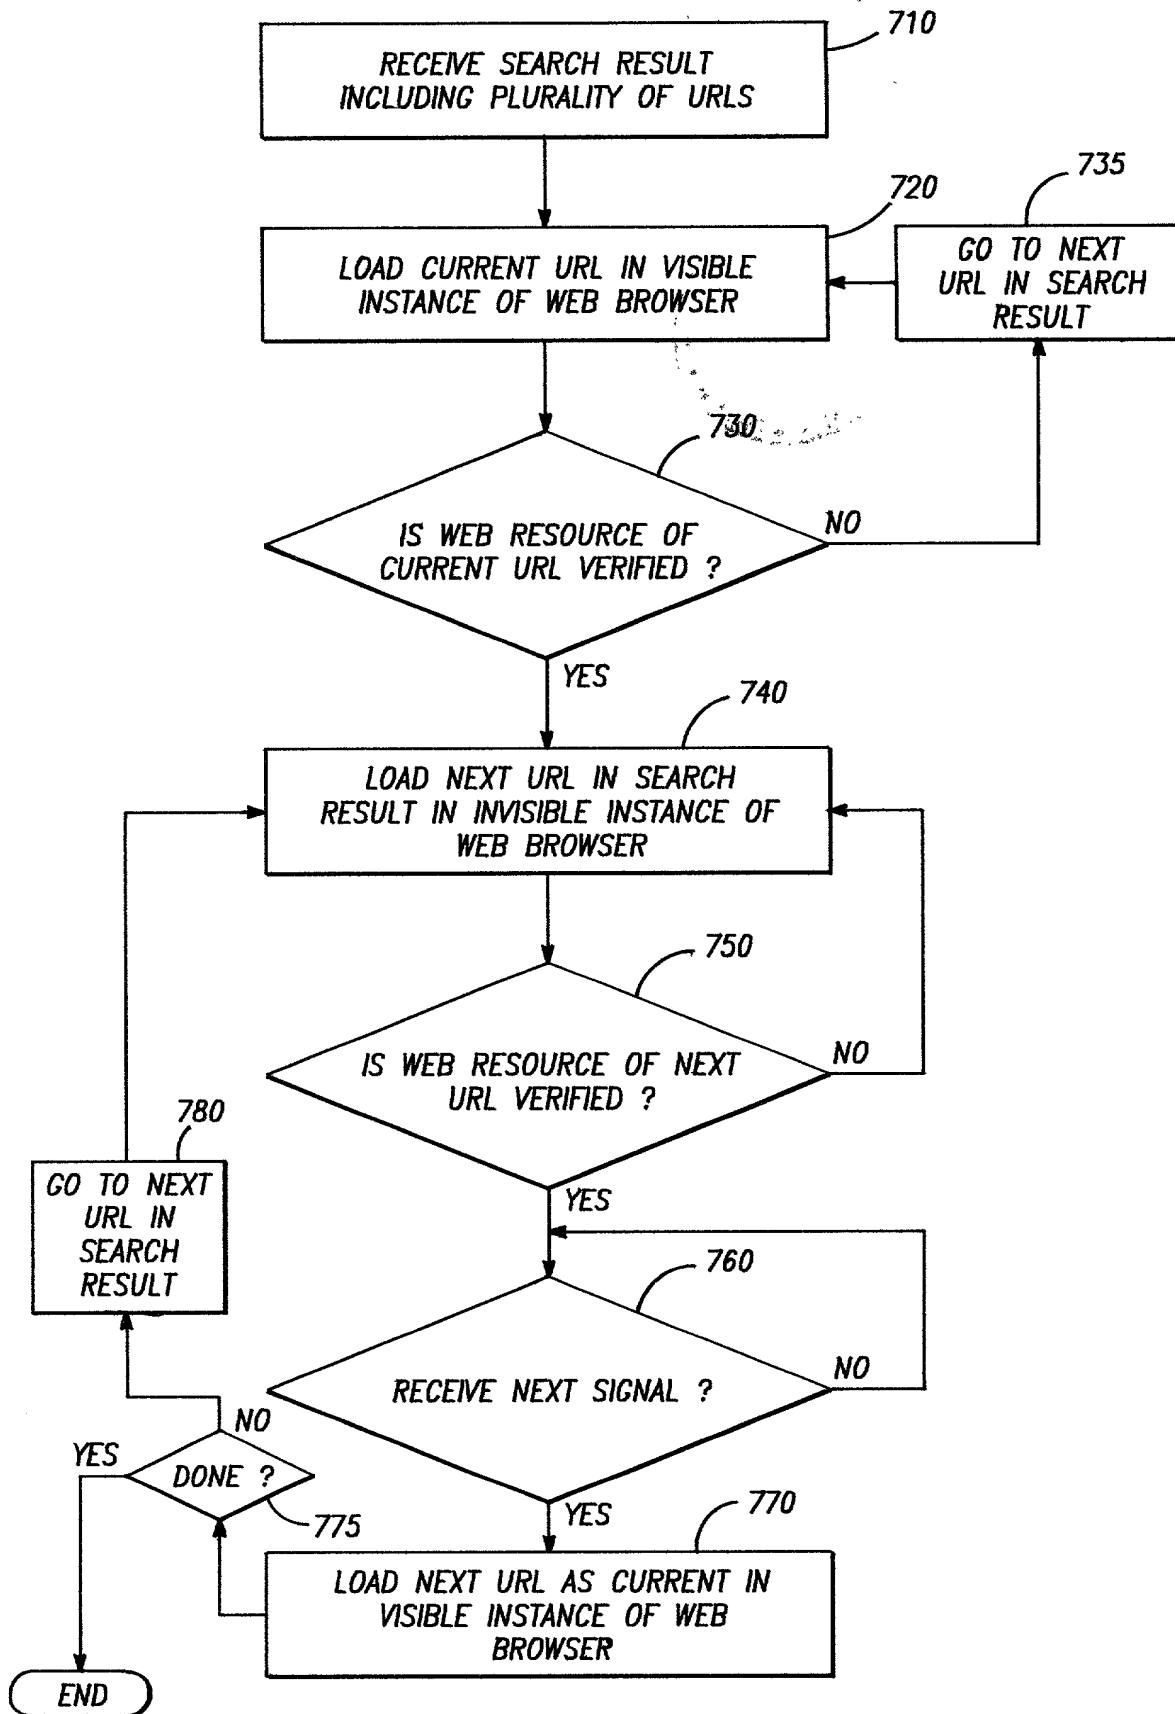 710
RECEIVE SEARCH RESULT
INCLUDING PLURALITY OF URLS
720
735
LOAD CURRENT URL IN VISIBLE
INSTANCE OF WEB BROWSER
GO TO NEXT
URL IN SEARCH
RESULT
730
IS WEB RESOURCE OF
CURRENT URL VERIFIED ?
NO
YES
740
LOAD NEXT URL IN SEARCH
RESULT IN INVISIBLE INSTANCE OF
WEB BROWSER
750
IS WEB RESOURCE OF NEXT
URL VERIFIED ?
NO
YES
780
GO TO NEXT
URL IN
SEARCH
RESULT
760
RECEIVE NEXT SIGNAL ?
NO
YES
NO
YES
DONE ?
775
770
LOAD NEXT URL AS CURRENT IN
VISIBLE INSTANCE OF WEB
BROWSER
END